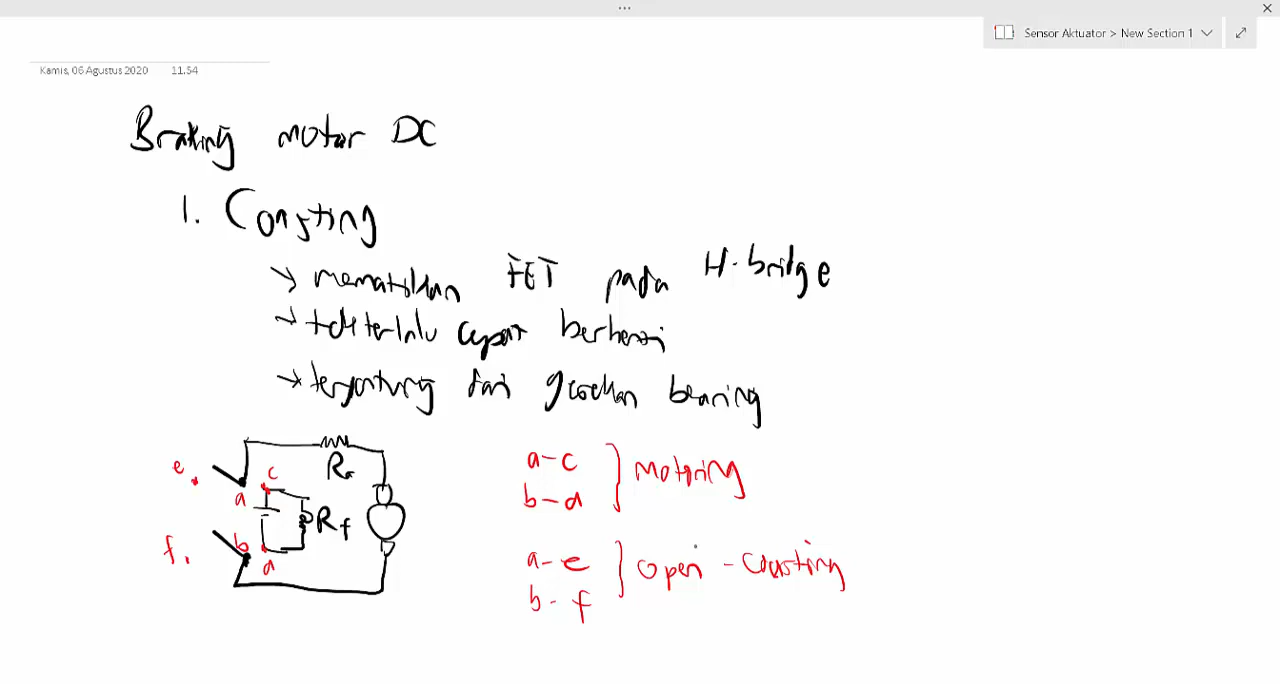 Sensor Aktuator > New Section 1
Kamis, 06 Agustus 2020 11.54
Braking motor DC
1. Coasting
→ mematikan FET pada H-bridge
→ tdk terlalu cepat berhenti
→ tergantung dari gesekan bearing
e.
c
a
R
Rf
b
f.
d
a-c
b-d
} Motoring
a-e
b-f
} Open - Coasting